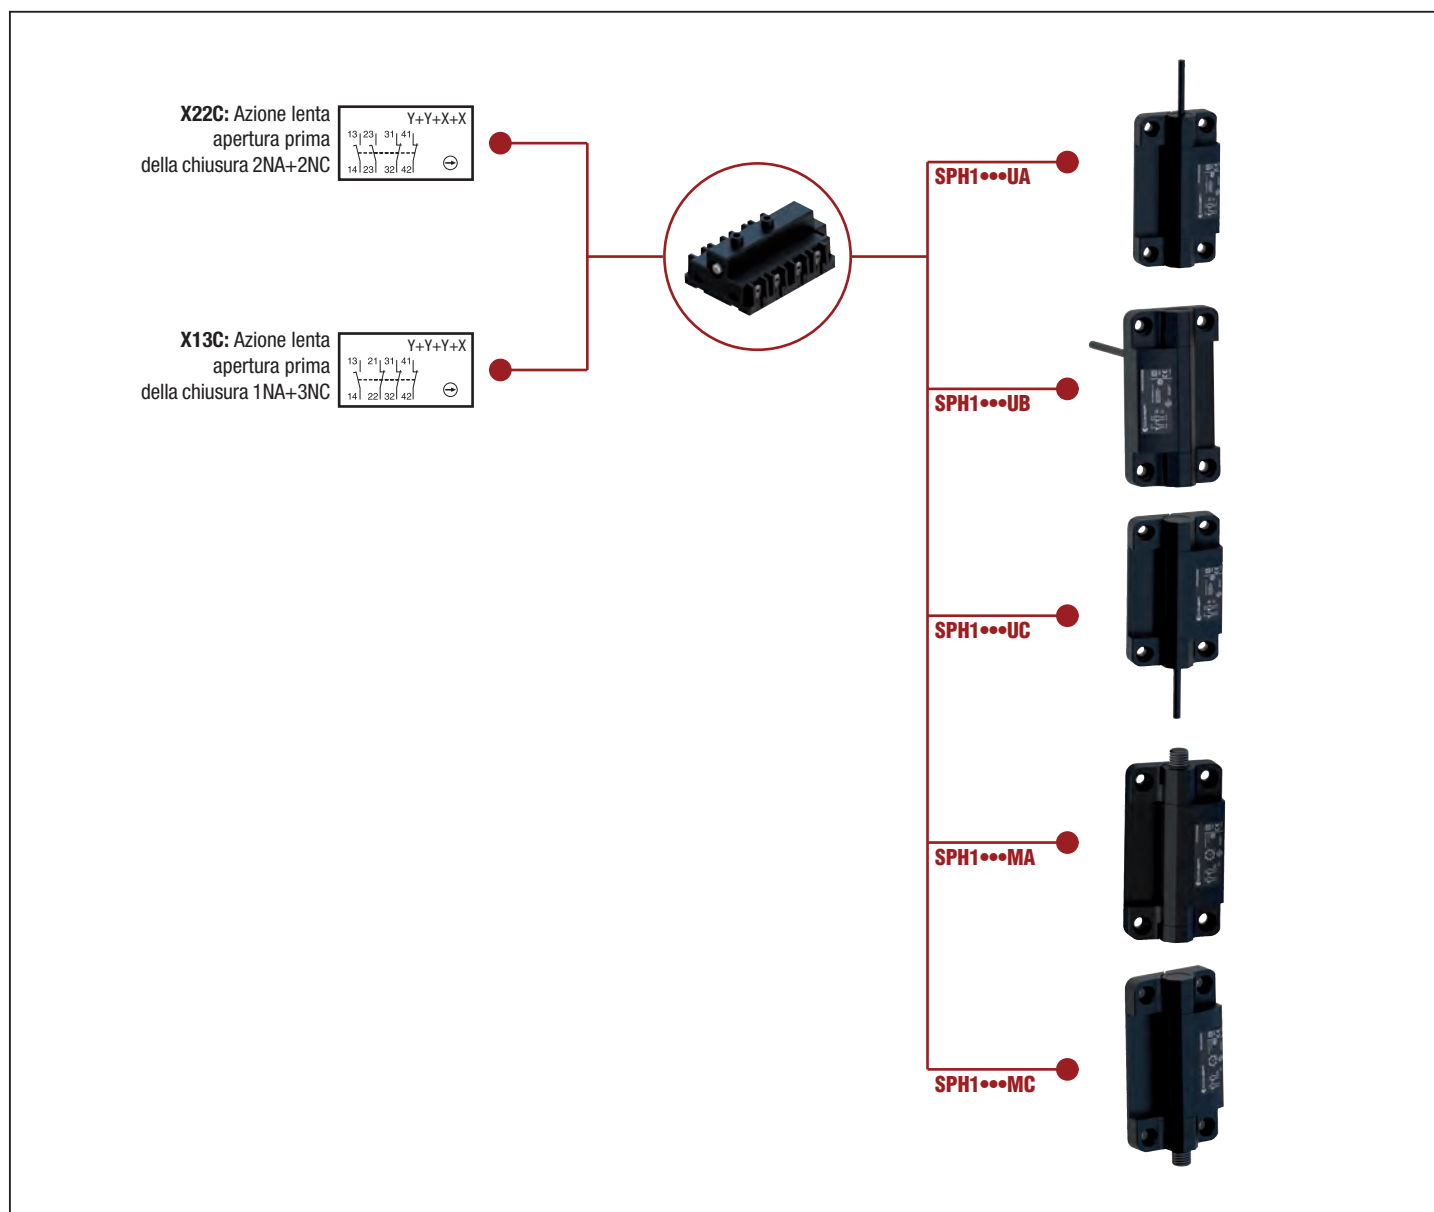 X22C: Azione lenta
apertura prima
della chiusura 2NA+2NC
Y+Y+X+X
13 23 31 41
14 23 32 42
X13C: Azione lenta
apertura prima
della chiusura 1NA+3NC
Y+Y+Y+X
13 21 31 41
14 22 32 42
SPH1•••UA
SPH1•••UB
SPH1•••UC
SPH1•••MA
SPH1•••MC